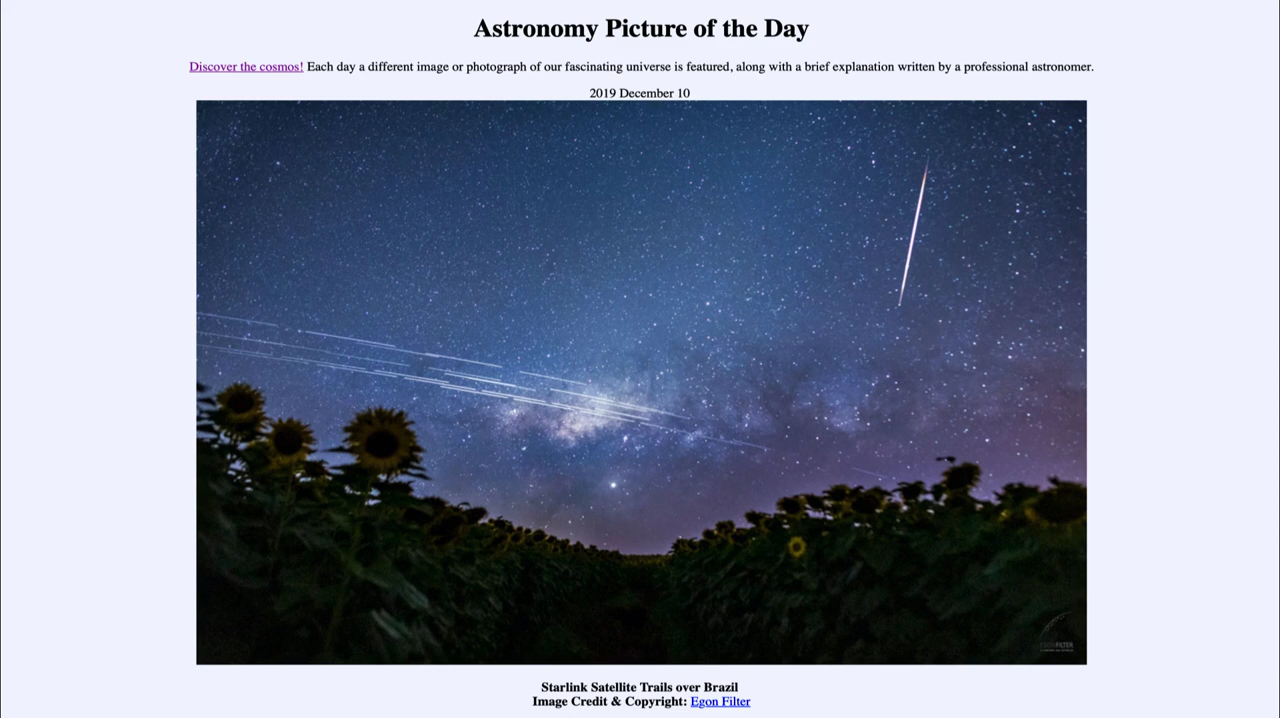 Astronomy Picture of the Day
Discover the cosmos! Each day a different image or photograph of our fascinating universe is featured, along with a brief explanation written by a professional astronomer.
2019 December 10
EGONFILTER
Starlink Satellite Trails over Brazil
Image Credit & Copyright: Egon Filter